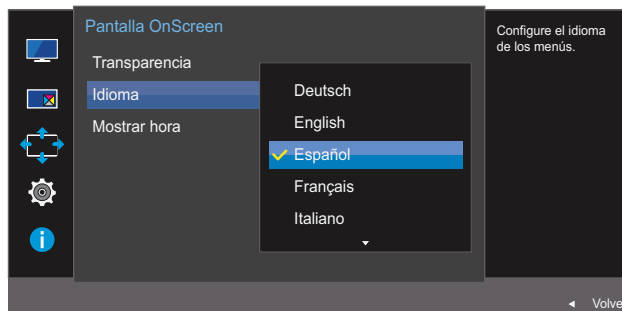 Pantalla OnScreen
Transparencia
Idioma
Mostrar hora
Deutsch
English
Español
Français
Italiano
Configure el idioma
de los menús.
Volve